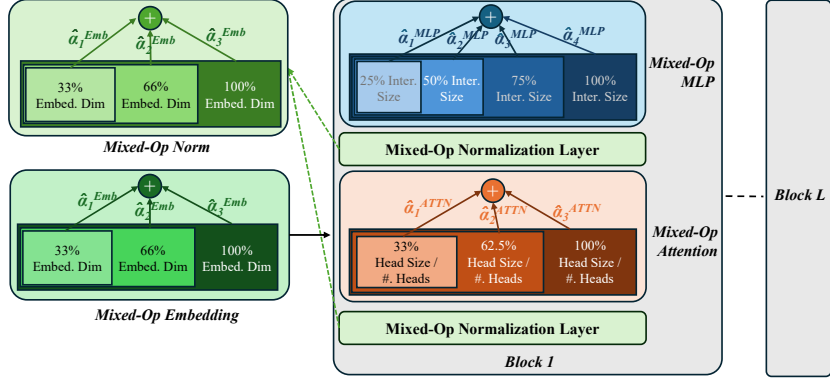 α̂₁^Emb
α̂₂^Emb
α̂₃^Emb
33%
Embed. Dim
66%
Embed. Dim
100%
Embed. Dim
Mixed-Op Norm
α̂₁^Emb
α̂₂^Emb
α̂₃^Emb
33%
Embed. Dim
66%
Embed. Dim
100%
Embed. Dim
Mixed-Op Embedding
α̂₁^MLP
α̂₂^MLP
α̂₃^MLP
α̂₄^MLP
25% Inter.
Size
50% Inter.
Size
75%
Inter. Size
100%
Inter. Size
Mixed-Op
MLP
Mixed-Op Normalization Layer
α̂₁^ATTN
α̂₂^ATTN
α̂₃^ATTN
33%
Head Size /
#. Heads
62.5%
Head Size /
#. Heads
100%
Head Size /
#. Heads
Mixed-Op
Attention
Mixed-Op Normalization Layer
Block 1
Block L